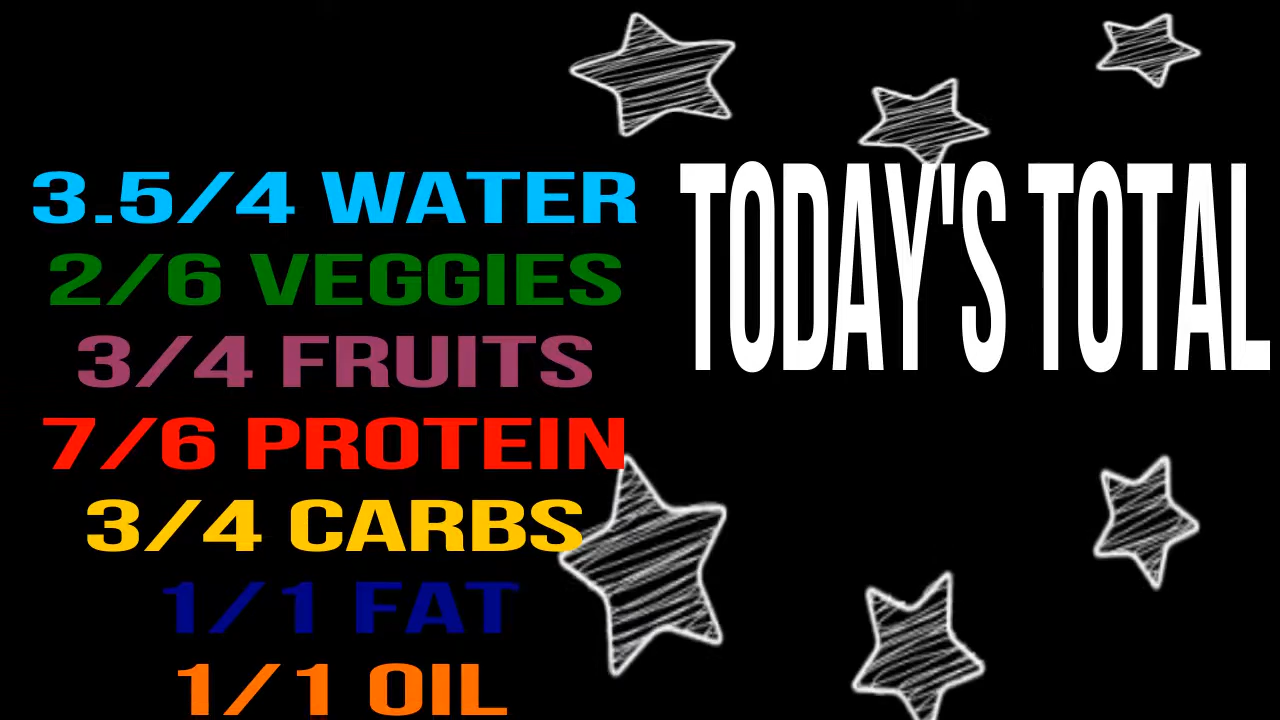 3.5/4 WATER
2/6 VEGGIES
3/4 FRUITS
7/6 PROTEIN
3/4 CARBS
1/1 FAT
1/1 OIL
TODAY'S TOTAL